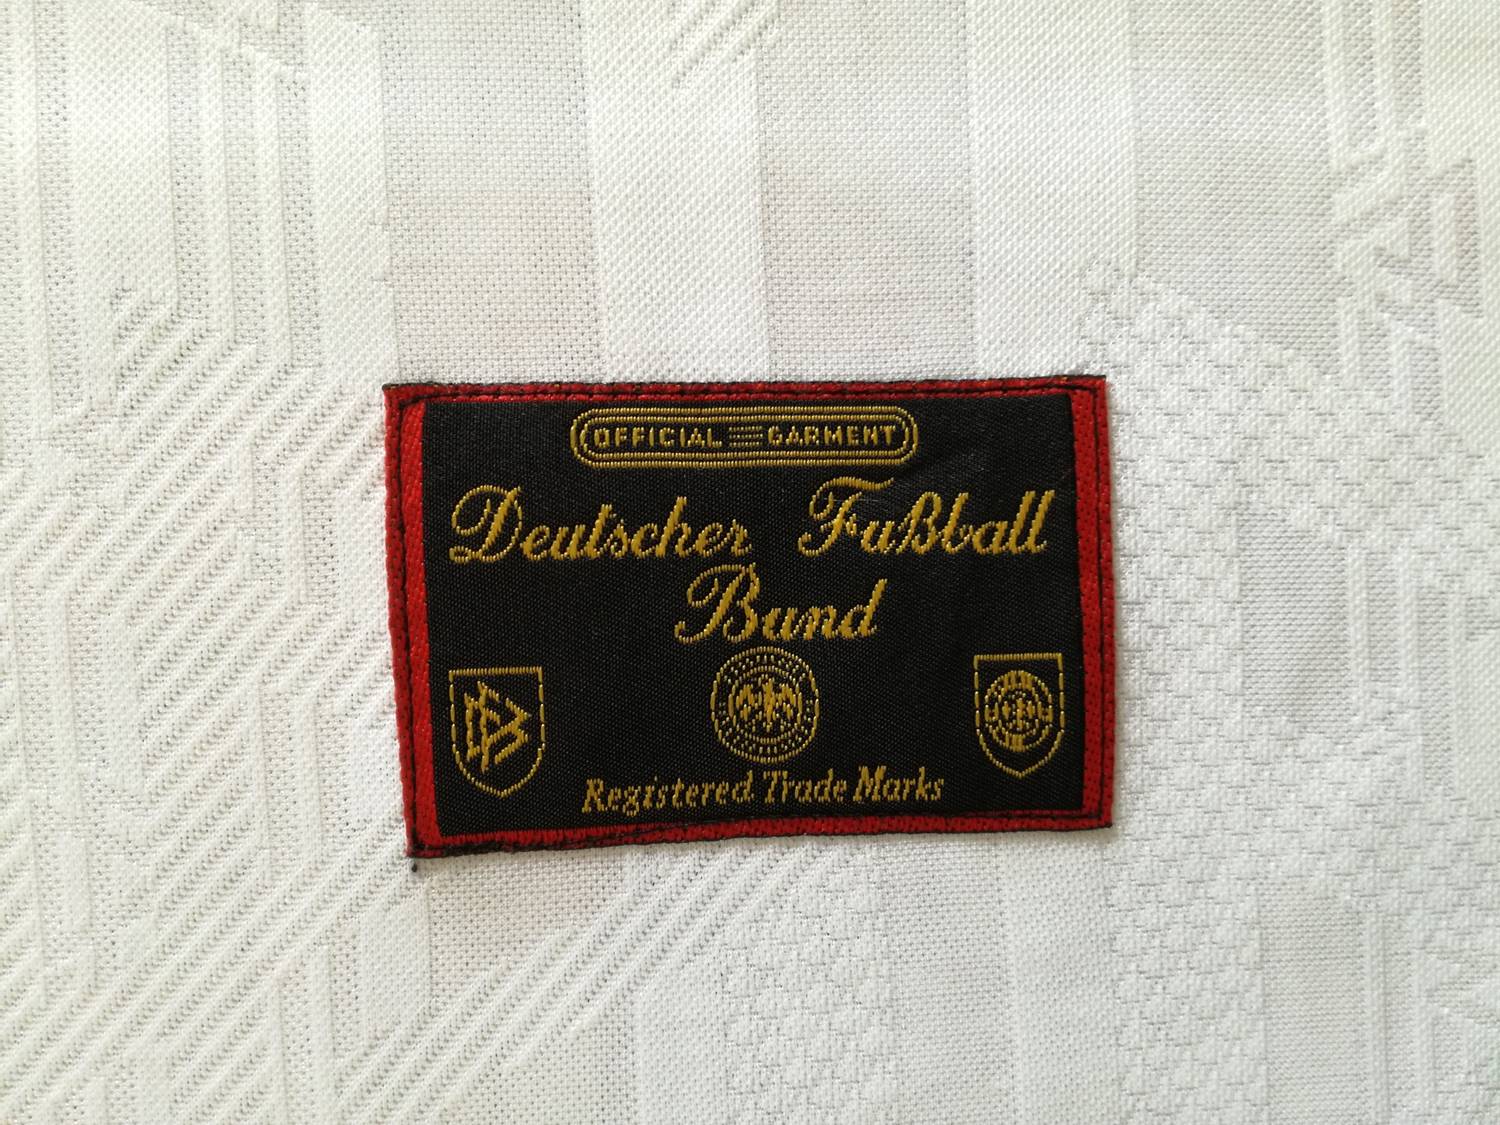 OFFICIAL GARMENT
Deutscher Fußball
Bund
Registered Trade Marks